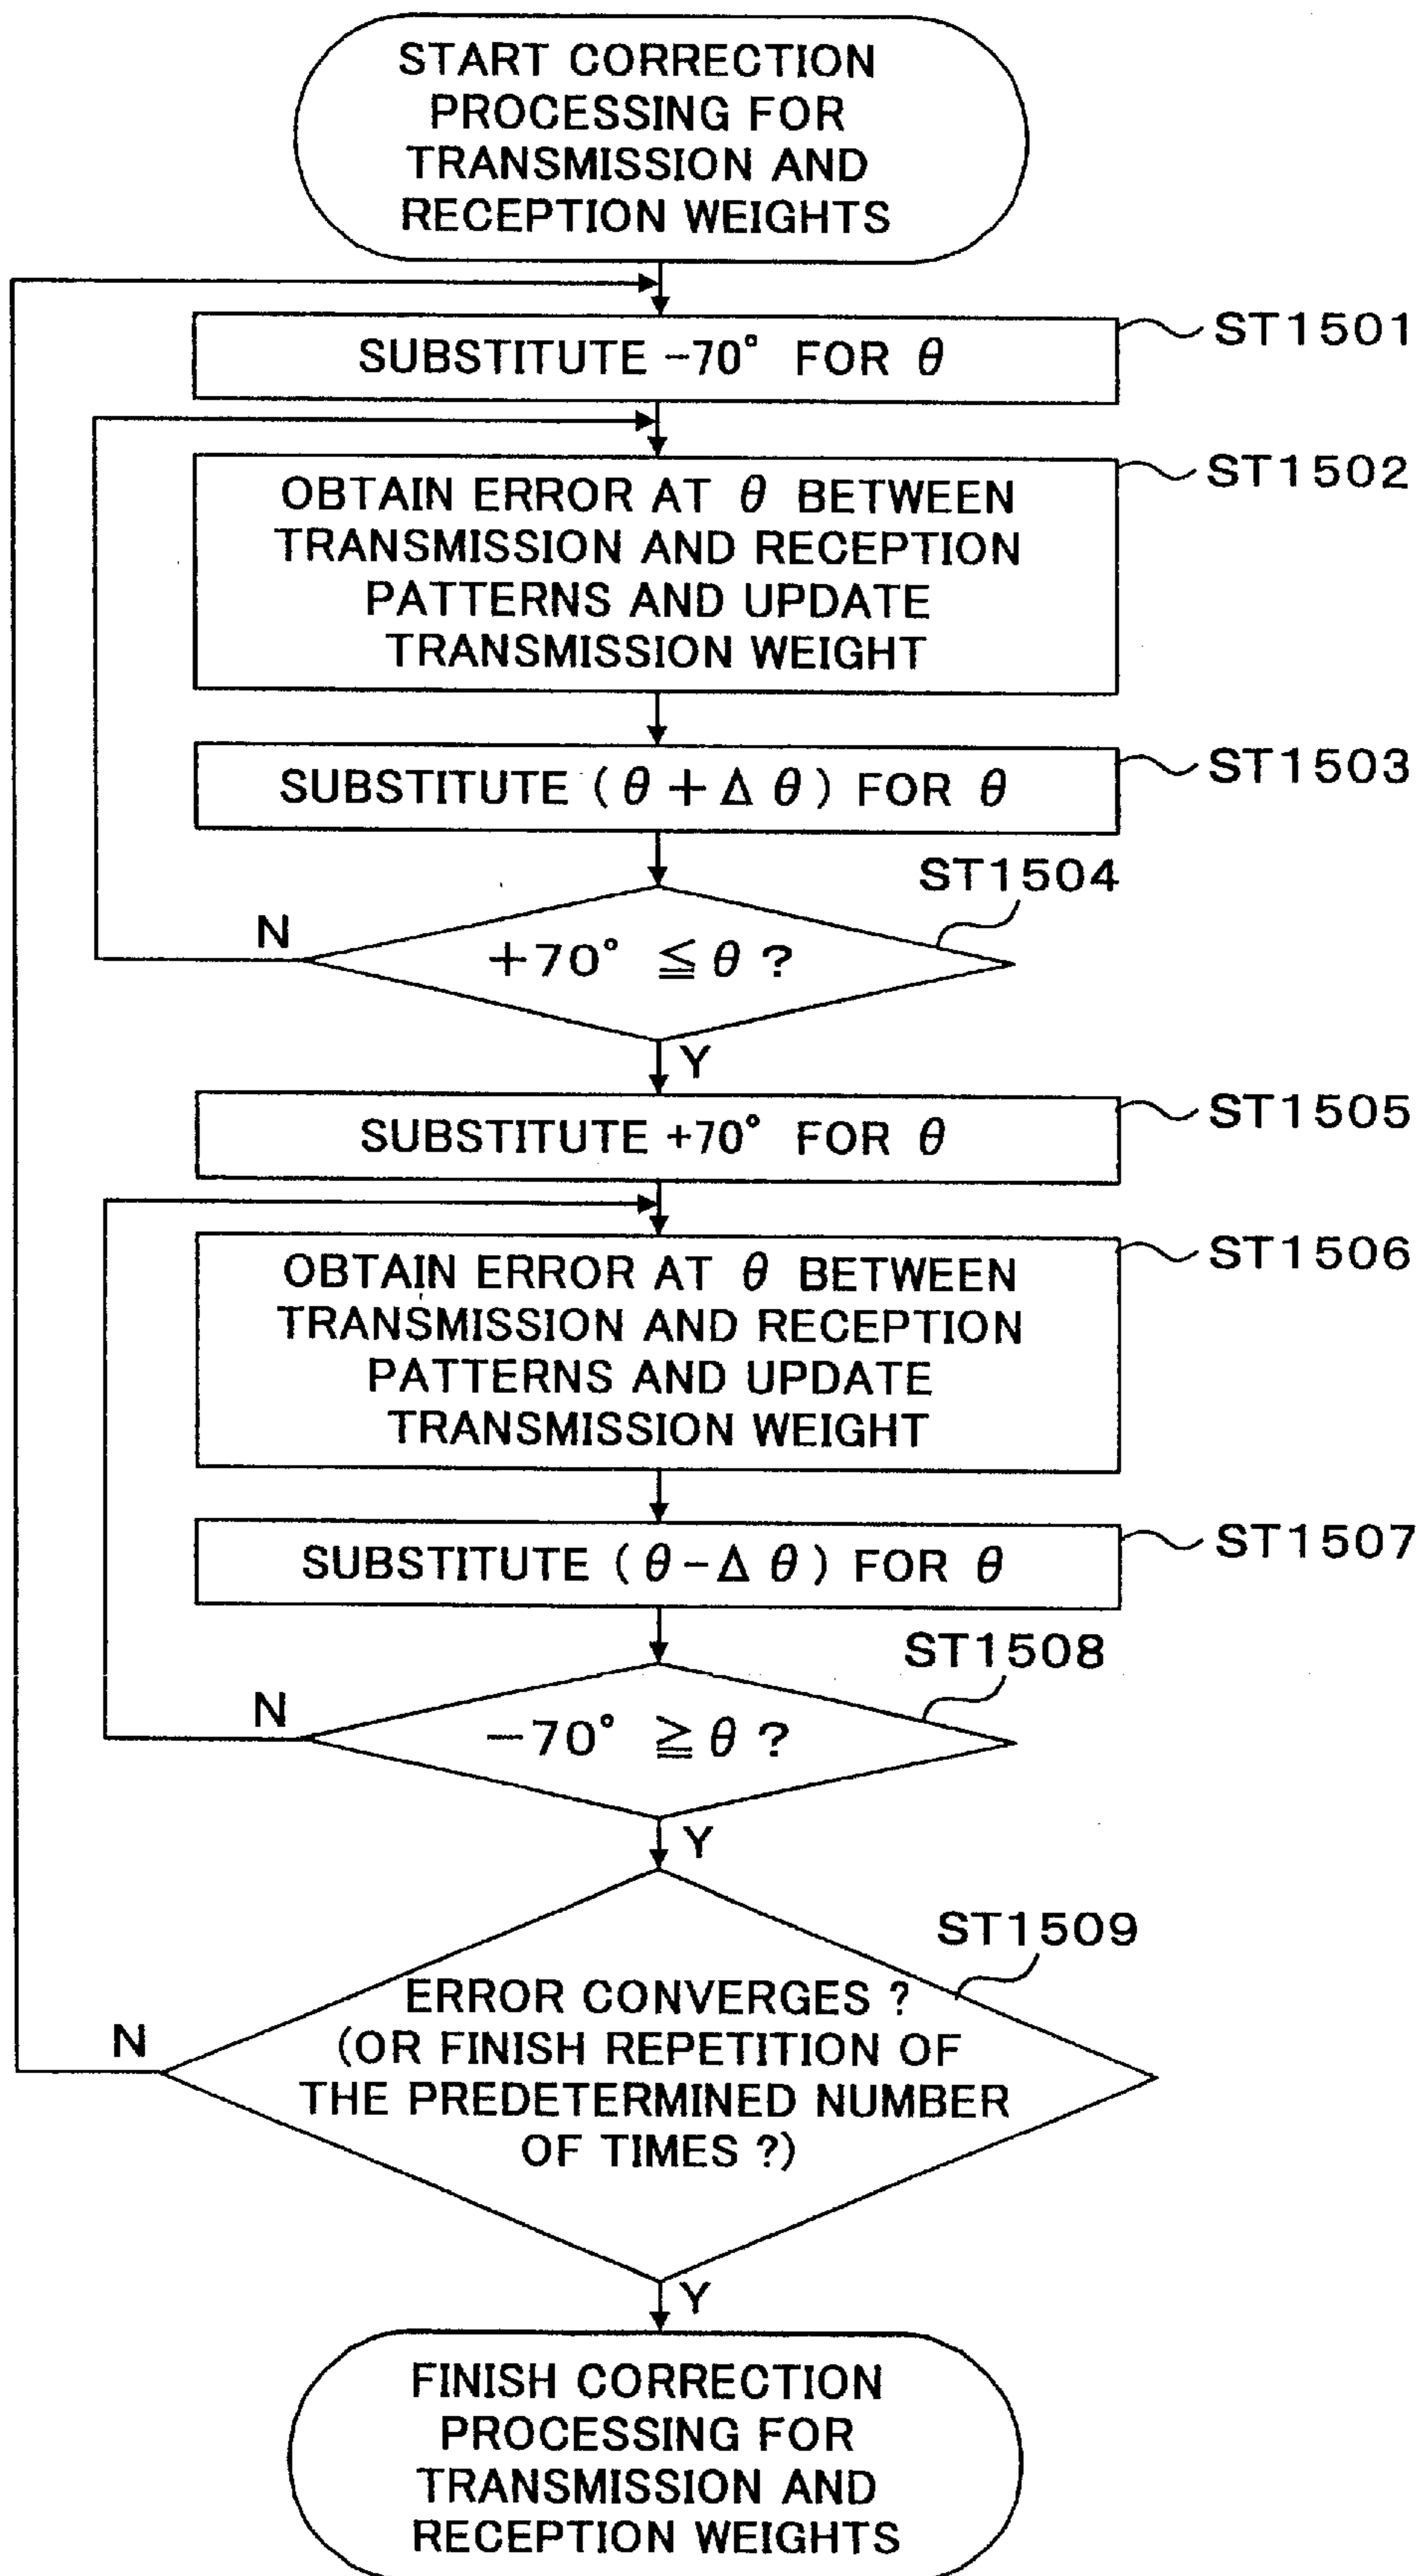 START CORRECTION
PROCESSING FOR
TRANSMISSION AND
RECEPTION WEIGHTS
SUBSTITUTE -70° FOR θ
ST1501
OBTAIN ERROR AT θ BETWEEN
TRANSMISSION AND RECEPTION
PATTERNS AND UPDATE
TRANSMISSION WEIGHT
ST1502
SUBSTITUTE (θ + Δ θ) FOR θ
ST1503
ST1504
+70° ≦ θ ?
N
Y
SUBSTITUTE +70° FOR θ
ST1505
OBTAIN ERROR AT θ BETWEEN
TRANSMISSION AND RECEPTION
PATTERNS AND UPDATE
TRANSMISSION WEIGHT
ST1506
SUBSTITUTE (θ - Δ θ) FOR θ
ST1507
ST1508
-70° ≧ θ ?
N
Y
ST1509
ERROR CONVERGES ?
(OR FINISH REPETITION OF
THE PREDETERMINED NUMBER
OF TIMES ?)
N
Y
FINISH CORRECTION
PROCESSING FOR
TRANSMISSION AND
RECEPTION WEIGHTS